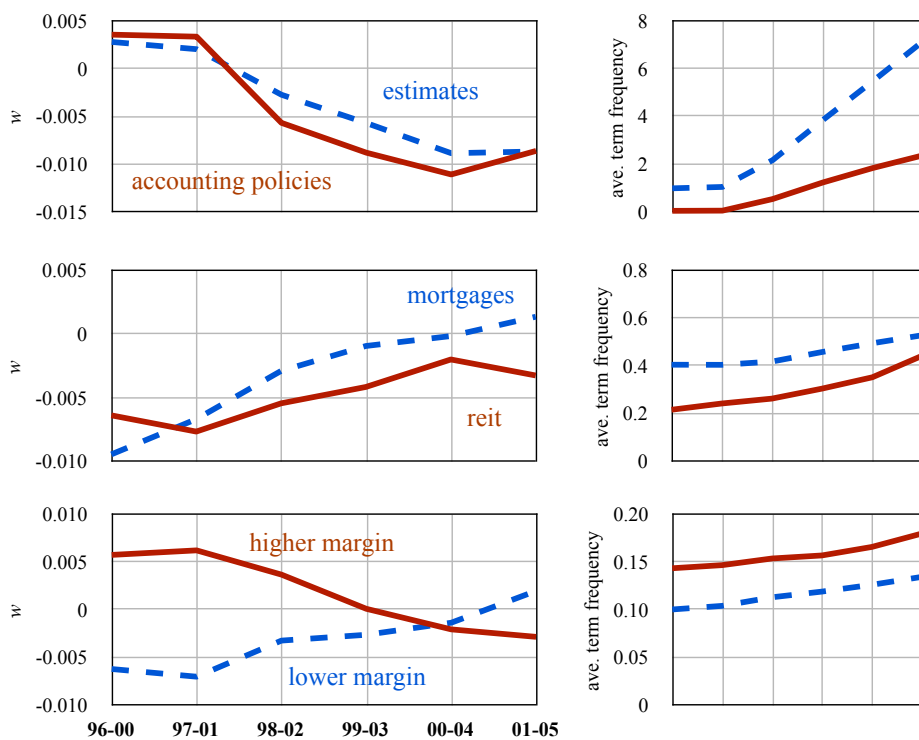 0.005
0
-0.005
-0.010
-0.015
w
estimates
accounting policies
8
6
4
2
0
ave. term frequency
0.005
0
-0.005
-0.010
w
mortgages
reit
0.8
0.6
0.4
0.2
0
ave. term frequency
0.010
0.005
0
-0.005
-0.010
w
higher margin
lower margin
96-00 97-01 98-02 99-03 00-04 01-05
0.20
0.15
0.10
0.05
0
ave. term frequency